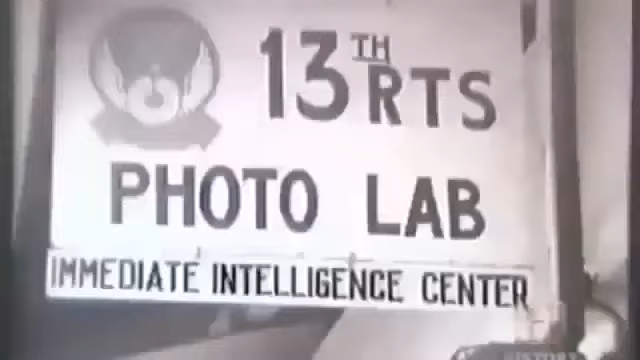 13TH RTS
PHOTO LAB
IMMEDIATE INTELLIGENCE CENTER